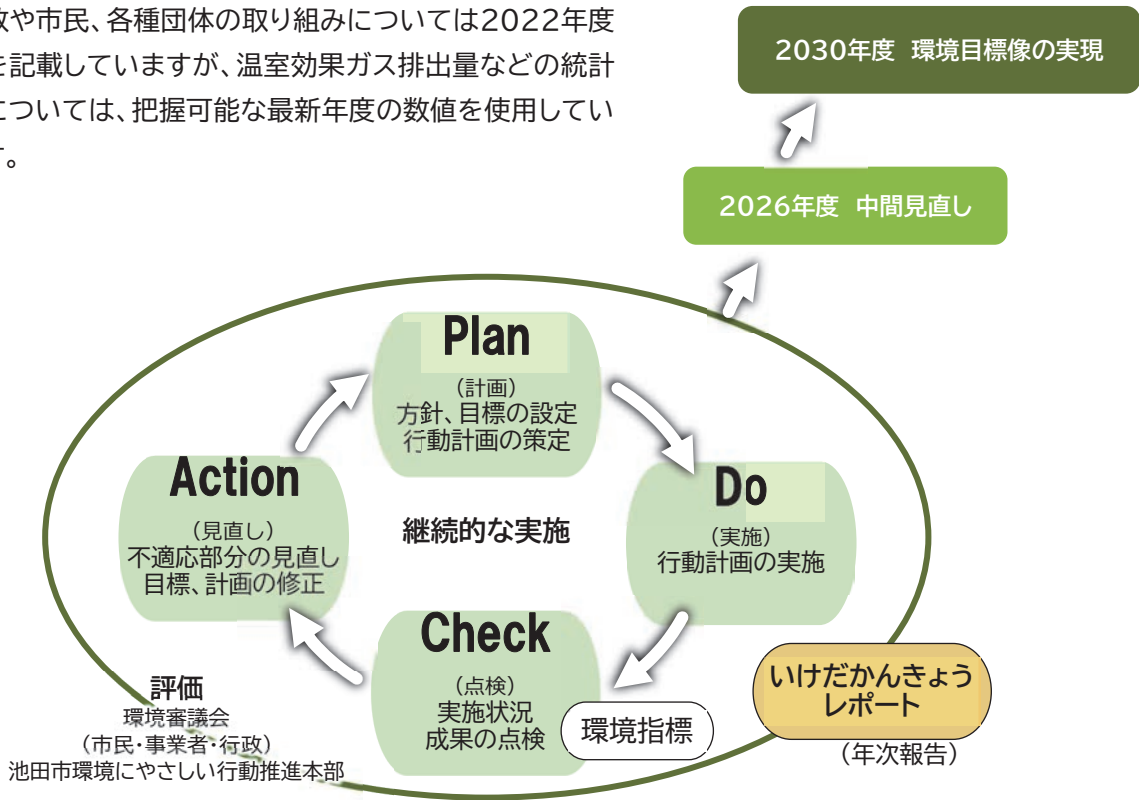 政や市民、各種団体の取り組みについては2022年度
を記載していますが、温室効果ガス排出量などの統計
については、把握可能な最新年度の数値を使用してい
す。
2030年度 環境目標像の実現
2026年度 中間見直し
Plan
（計画）
方針、目標の設定
行動計画の策定
Action
（見直し）
不適応部分の見直し
目標、計画の修正
継続的な実施
Do
（実施）
行動計画の実施
Check
（点検）
実施状況
成果の点検
環境指標
いけだかんきょう
レポート
（年次報告）
評価
環境審議会
（市民・事業者・行政）
池田市環境にやさしい行動推進本部